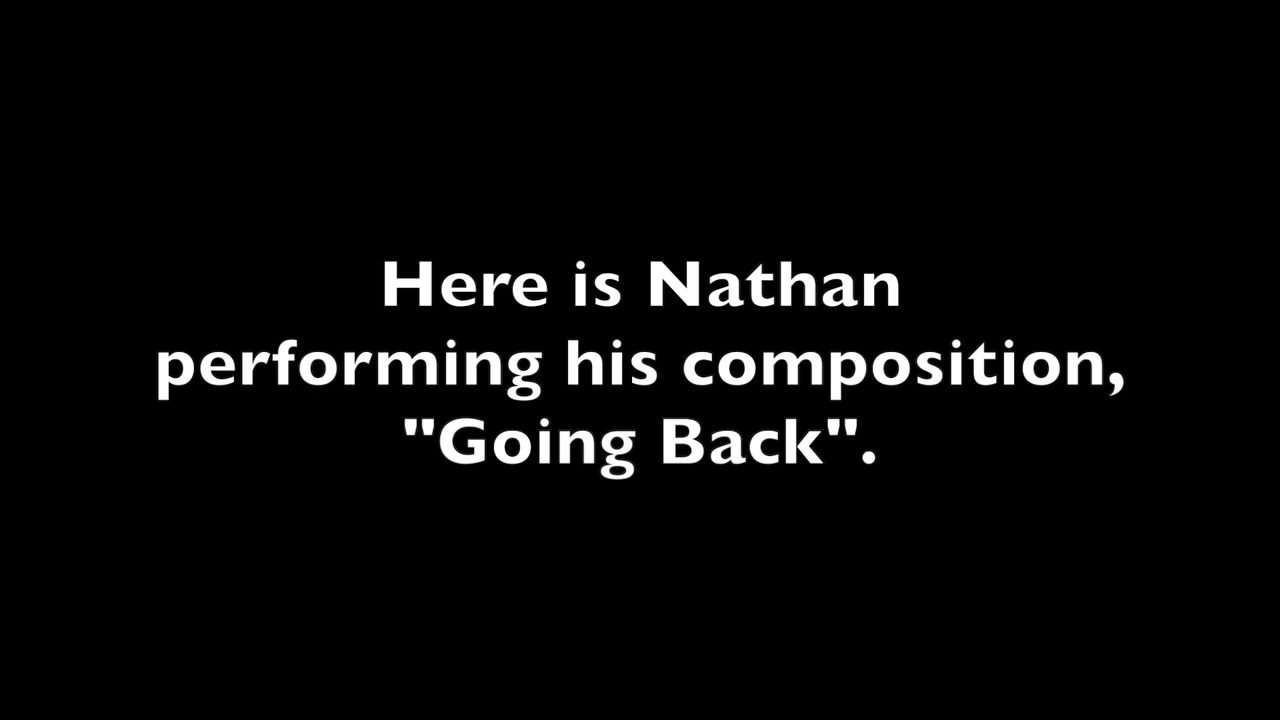 Here is Nathan
performing his composition,
"Going Back".